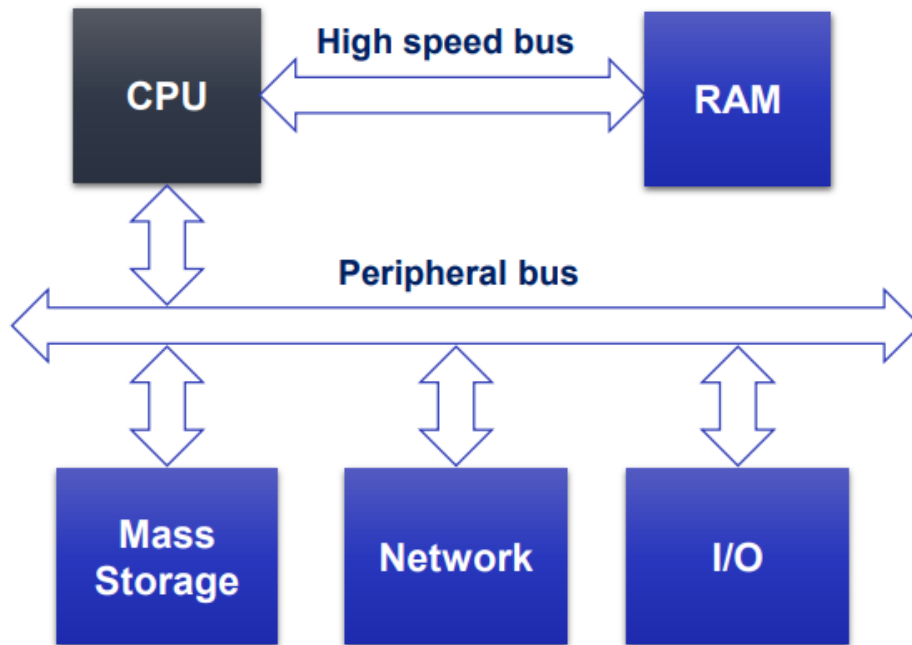 High speed bus
CPU
RAM
Peripheral bus
Mass
Storage
Network
I/O